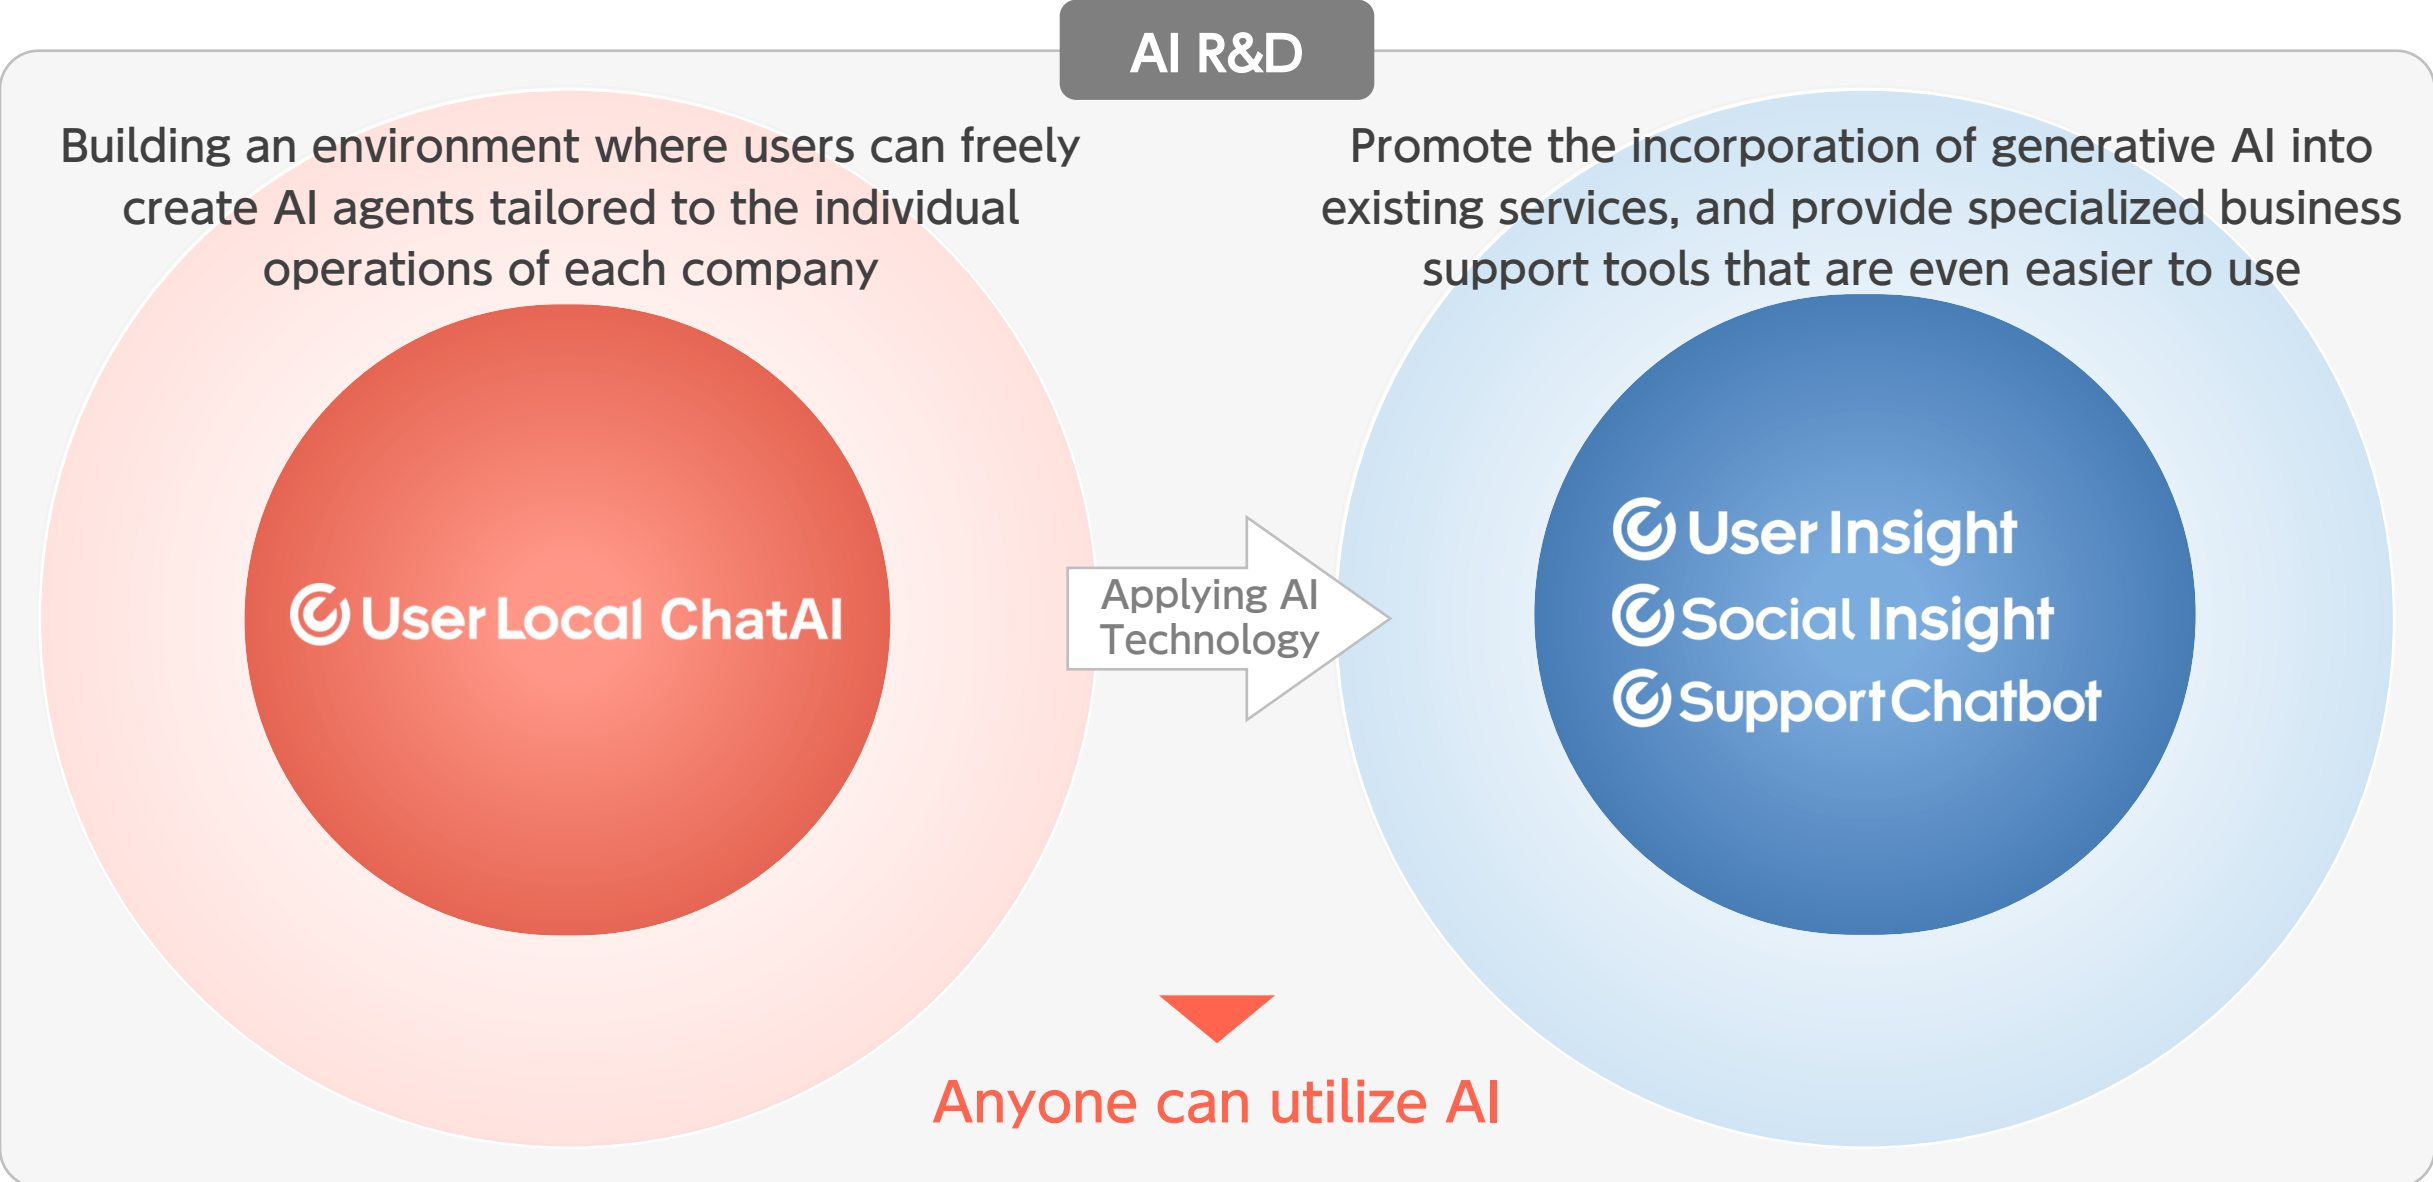 AI R&D
Building an environment where users can freely
create AI agents tailored to the individual
operations of each company
User Local ChatAI
Applying AI
Technology
Promote the incorporation of generative AI into
existing services, and provide specialized business
support tools that are even easier to use
User Insight
Social Insight
Support Chatbot
Anyone can utilize AI